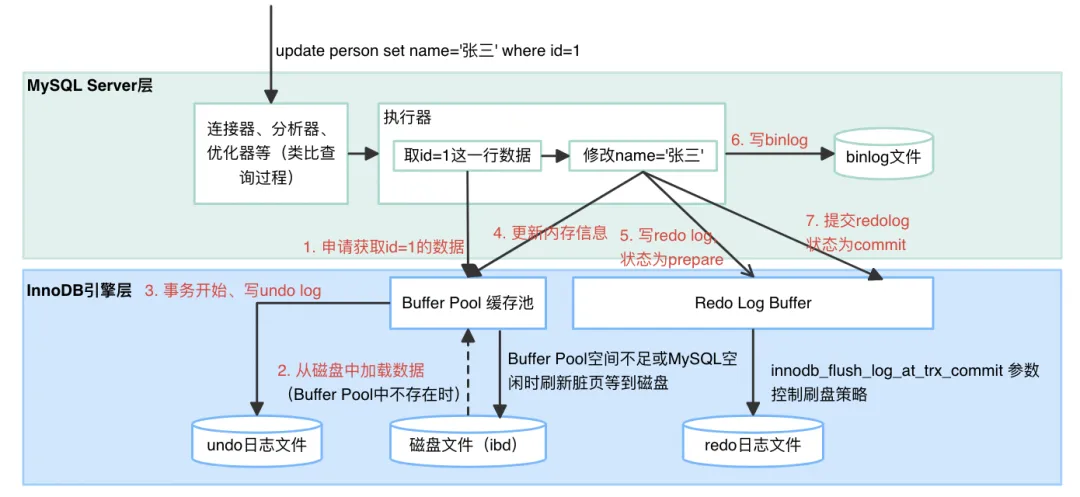 update person set name='张三' where id=1
MySQL Server层
连接器、分析器、
优化器等（类比查
询过程）
执行器
取id=1这一行数据
修改name='张三'
6. 写binlog
binlog文件
1. 申请获取id=1的数据
4. 更新内存信息
5. 写redo log,
状态为prepare
7. 提交redolog
状态为commit
InnoDB引擎层
3. 事务开始、写undo log
Buffer Pool 缓存池
Redo Log Buffer
2. 从磁盘中加载数据
（Buffer Pool中不存在时）
Buffer Pool空间不足或MySQL空
闲时刷新脏页等到磁盘
innodb_flush_log_at_trx_commit 参数
控制刷盘策略
undo日志文件
磁盘文件（ibd）
redo日志文件